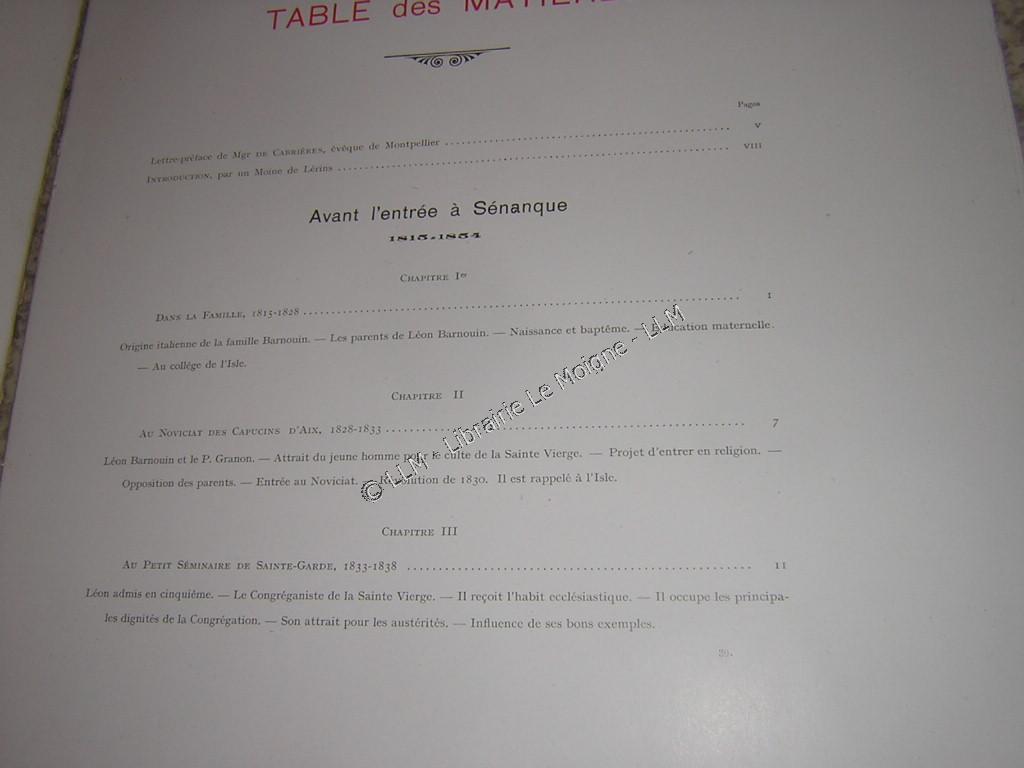 TABLE des MATIÈRE
Pages
Lettre-préface de Mgr DE CABRIÈRES, évêque de Montpellier ........ V
INTRODUCTION, par un Moine de Lérins ........ VIII
Avant l'entrée à Sénanque
1815-1854
CHAPITRE Ier
DANS LA FAMILLE, 1815-1828 ........ 1
Origine italienne de la famille Barnouin. — Les parents de Léon Barnouin. — Naissance et baptême. — Education maternelle.
— Au collège de l'Isle.
CHAPITRE II
AU NOVICIAT DES CAPUCINS D'AIX, 1828-1833 ........ 7
Léon Barnouin et le P. Granon. — Attrait du jeune homme pour le culte de la Sainte Vierge. — Projet d'entrer en religion. —
Opposition des parents. — Entrée au Noviciat. — Révolution de 1830. Il est rappelé à l'Isle.
CHAPITRE III
AU PETIT SÉMINAIRE DE SAINTE-GARDE, 1833-1838 ........ 11
Léon admis en cinquième. — Le Congréganiste de la Sainte Vierge. — Il reçoit l'habit ecclésiastique. — Il occupe les principa-
les dignités de la Congrégation. — Son attrait pour les austérités. — Influence de ses bons exemples.
39.
© LLM - Librairie Le Moigne - LLM